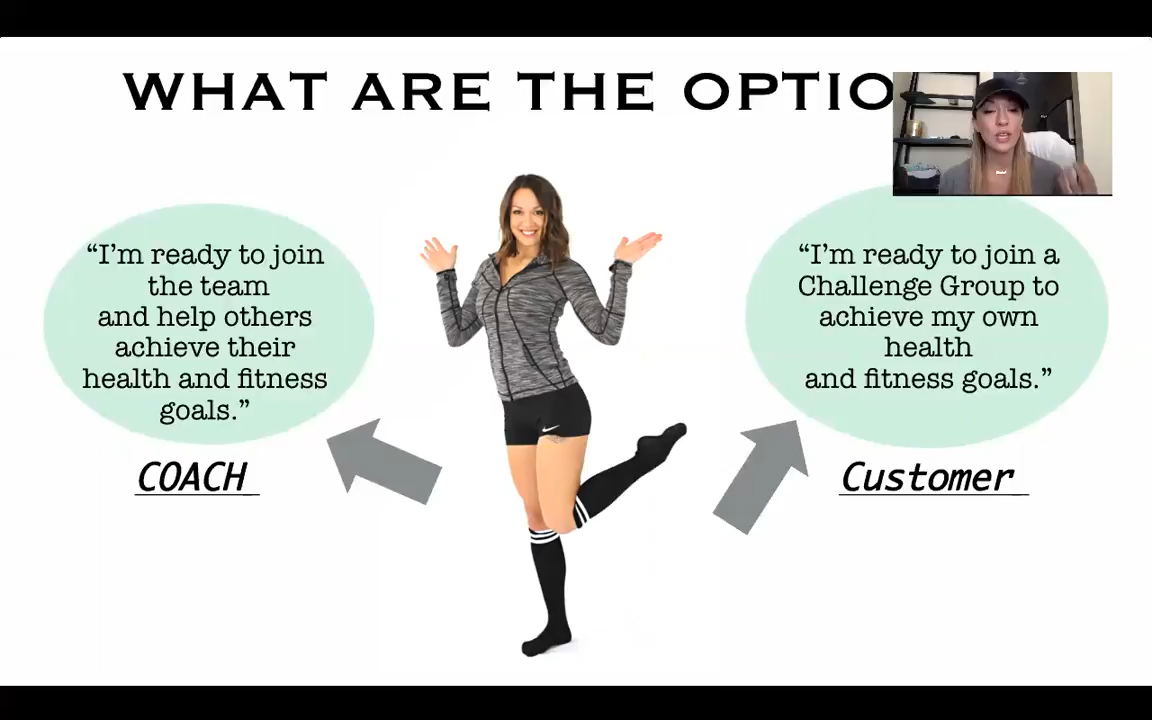 WHAT ARE THE OPTIO
“I’m ready to join
the team
and help others
achieve their
health and fitness
goals.”
COACH
“I’m ready to join a
Challenge Group to
achieve my own
health
and fitness goals.”
Customer